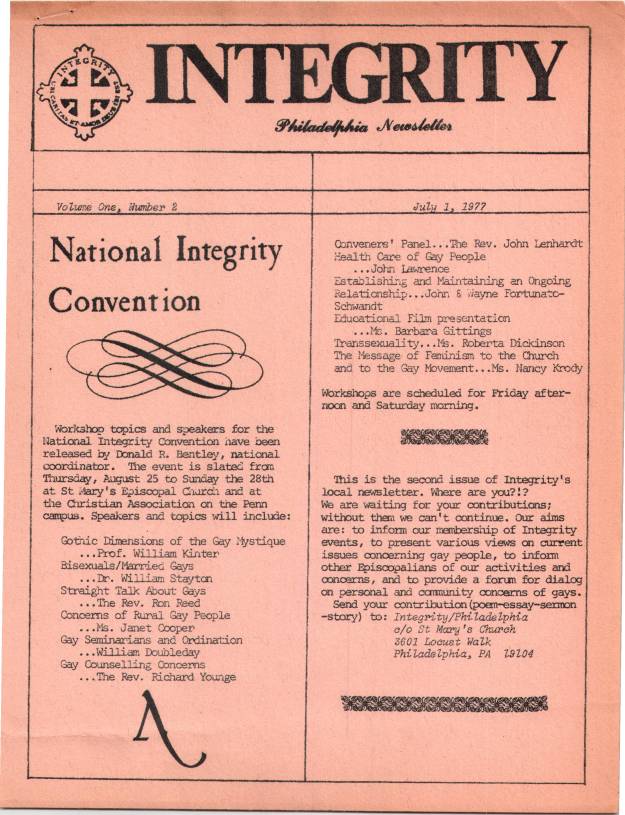 INTEGRITY
UBI CARITAS ET AMOR DEUS IBI EST
INTEGRITY
Philadelphia Newsletter
Volume One, Number 2
July 1, 1977
National Integrity
Convention
Workshop topics and speakers for the
National Integrity Convention have been
released by Donald R. Bentley, national
coordinator. The event is slated from
Thursday, August 25 to Sunday the 28th
at St Mary's Episcopal Church and at
the Christian Association on the Penn
campus. Speakers and topics will include:
Gothic Dimensions of the Gay Mystique
...Prof. William Kinter
Bisexuals/Married Gays
...Dr. William Stayton
Straight Talk About Gays
...The Rev. Ron Reed
Concerns of Rural Gay People
...Ms. Janet Cooper
Gay Seminarians and Ordination
...William Doubleday
Gay Counselling Concerns
...The Rev. Richard Younge
Λ
Conveners' Panel...The Rev. John Lenhardt
Health Care of Gay People
...John Lawrence
Establishing and Maintaining an Ongoing
Relationship...John & Wayne Fortunato-
Schwandt
Educational Film presentation
...Ms. Barbara Gittings
Transsexuality...Ms. Roberta Dickinson
The Message of Feminism to the Church
and to the Gay Movement...Ms. Nancy Krody
Workshops are scheduled for Friday after-
noon and Saturday morning.
This is the second issue of Integrity's
local newsletter. Where are you?!?
We are waiting for your contributions;
without them we can't continue. Our aims
are: to inform our membership of Integrity
events, to present various views on current
issues concerning gay people, to inform
other Episcopalians of our activities and
concerns, and to provide a forum for dialog
on personal and community concerns of gays.
Send your contribution(poem-essay-sermon
-story) to: Integrity/Philadelphia
c/o St Mary's Church
3601 Locust Walk
Philadelphia, PA 19104